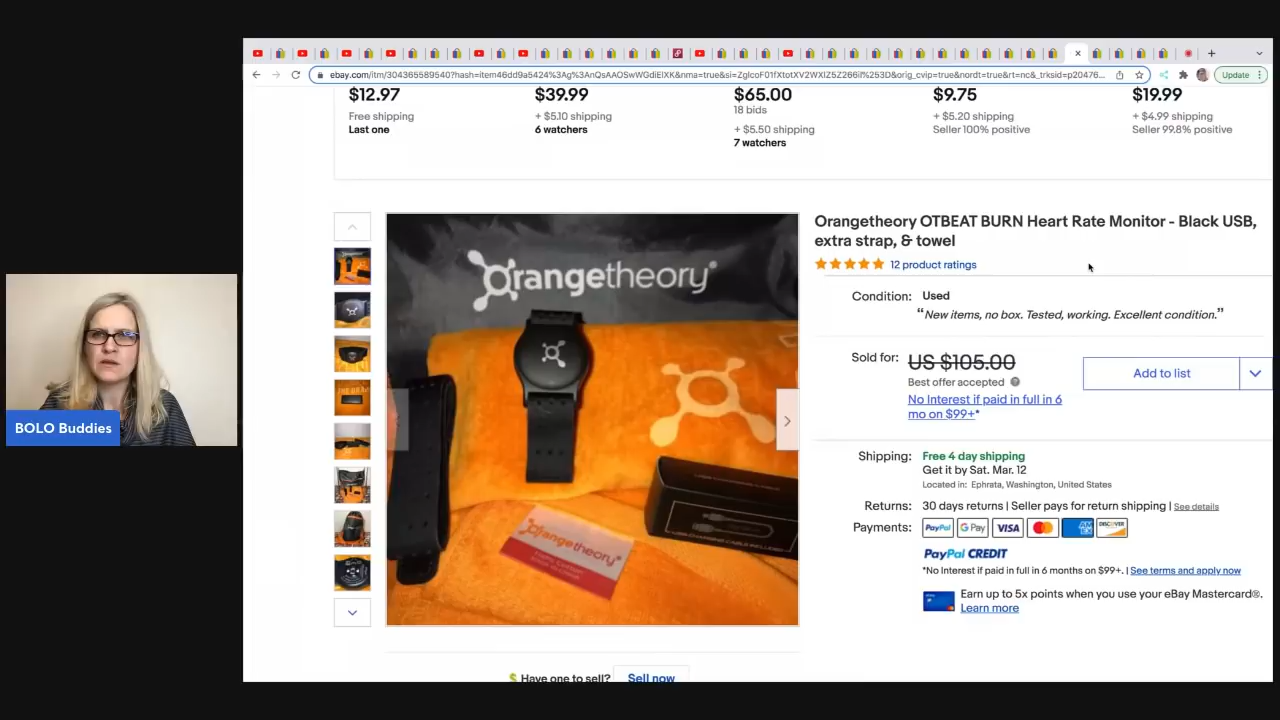 Update
ebay.com/itm/304365589540?hash=item46dd9a5424%3Ag%3AnQsAAOSwWGdiElXK&nma=true&si=ZglcoF01fXtotXV2WXlZ5Z266iI%253D&orig_cvip=true&nordt=true&rt=nc&_trksid=p20476...
$12.97
Free shipping
Last one
$39.99
+ $5.10 shipping
6 watchers
$65.00
18 bids
+ $5.50 shipping
7 watchers
$9.75
+ $5.20 shipping
Seller 100% positive
$19.99
+ $4.99 shipping
Seller 99.8% positive
Orangetheory OTBEAT BURN Heart Rate Monitor - Black USB,
extra strap, & towel
12 product ratings
Condition: Used
“New items, no box. Tested, working. Excellent condition.”
Sold for: US $105.00
Best offer accepted
No Interest if paid in full in 6
mo on $99+*
Add to list
Shipping: Free 4 day shipping
Get it by Sat. Mar. 12
Located in: Ephrata, Washington, United States
Returns: 30 days returns | Seller pays for return shipping | See details
Payments: PayPal G Pay VISA DISCOVER
PayPal CREDIT
*No Interest if paid in full in 6 months on $99+. | See terms and apply now
Earn up to 5x points when you use your eBay Mastercard®.
Learn more
Orangetheory®
Orangetheory®
Have one to sell? Sell now
BOLO Buddies